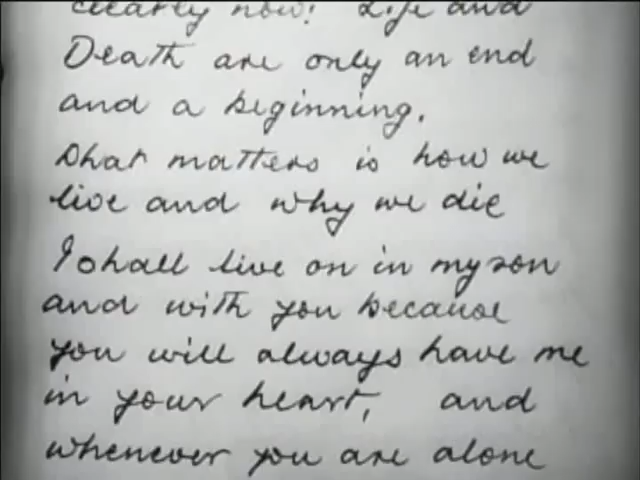 clearly now! Life and
Death are only an end
and a beginning.
What matters is how we
live and why we die
I shall live on in my son
and with you because
you will always have me
in your heart, and
whenever you are alone